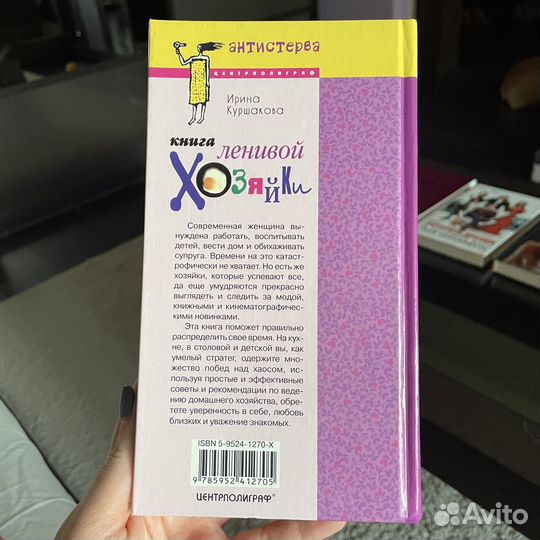 антистерва
ЦЕНТРПОЛИГРАФ
Ирина
Куршакова
книга ленивой
хозяйки
Современная женщина вы-
нуждена работать, воспитывать
детей, вести дом и обихаживать
супруга. Времени на это катаст-
рофически не хватает. Но есть же
хозяйки, которые успевают все,
да еще умудряются прекрасно
выглядеть и следить за модой,
книжными и кинематографичес-
кими новинками.
Эта книга поможет правильно
распределить свое время. На кух-
не, в столовой и детской вы, как
умелый стратег, одержите мно-
жество побед над хаосом, ис-
пользуя простые и эффективные
советы и рекомендации по веде-
нию домашнего хозяйства, обре-
тете уверенность в себе, любовь
близких и уважение знакомых.
ISBN 5-9524-1270-X
9 785952 412705
ЦЕНТРПОЛИГРАФ®
Avito